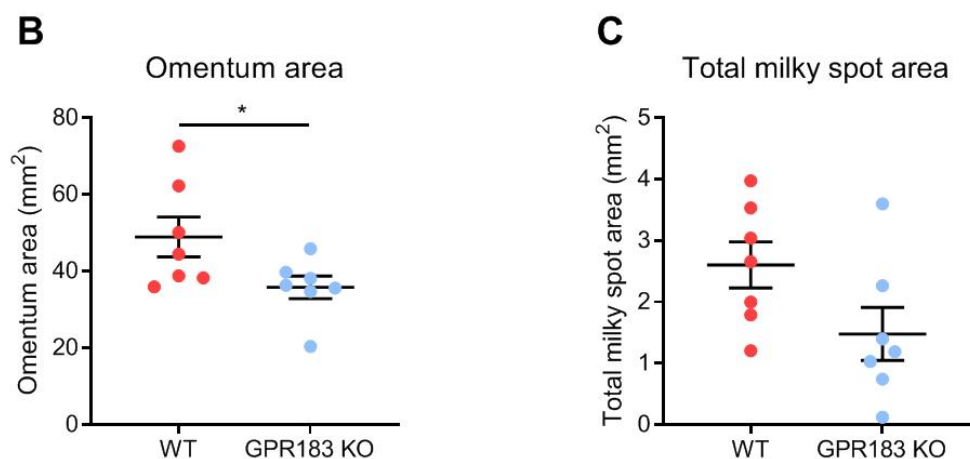 B
Omentum area
*
Omentum area (mm²)
80
60
40
20
0
WT GPR183 KO
C
Total milky spot area
Total milky spot area (mm²)
5
4
3
2
1
0
WT GPR183 KO